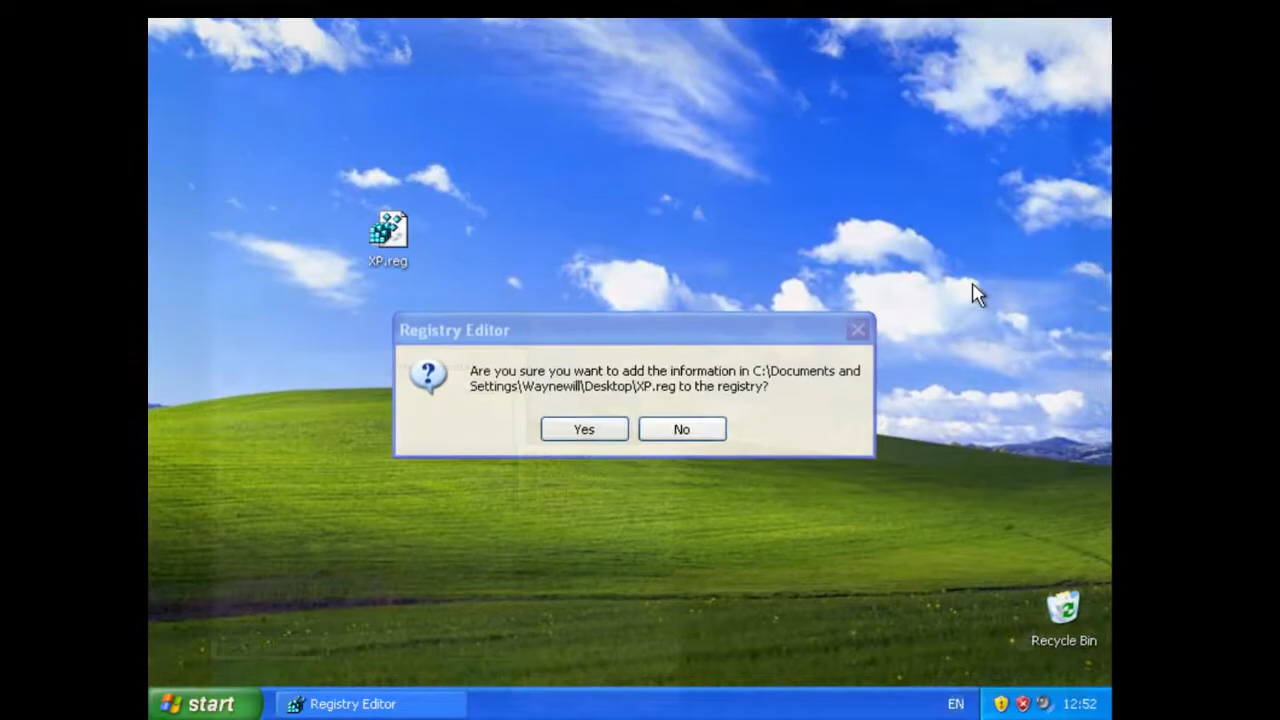 XP.reg
Registry Editor
Are you sure you want to add the information in C:\Documents and
Settings\Waynewill\Desktop\XP.reg to the registry?
Yes
No
Recycle Bin
start
Registry Editor
EN
12:52